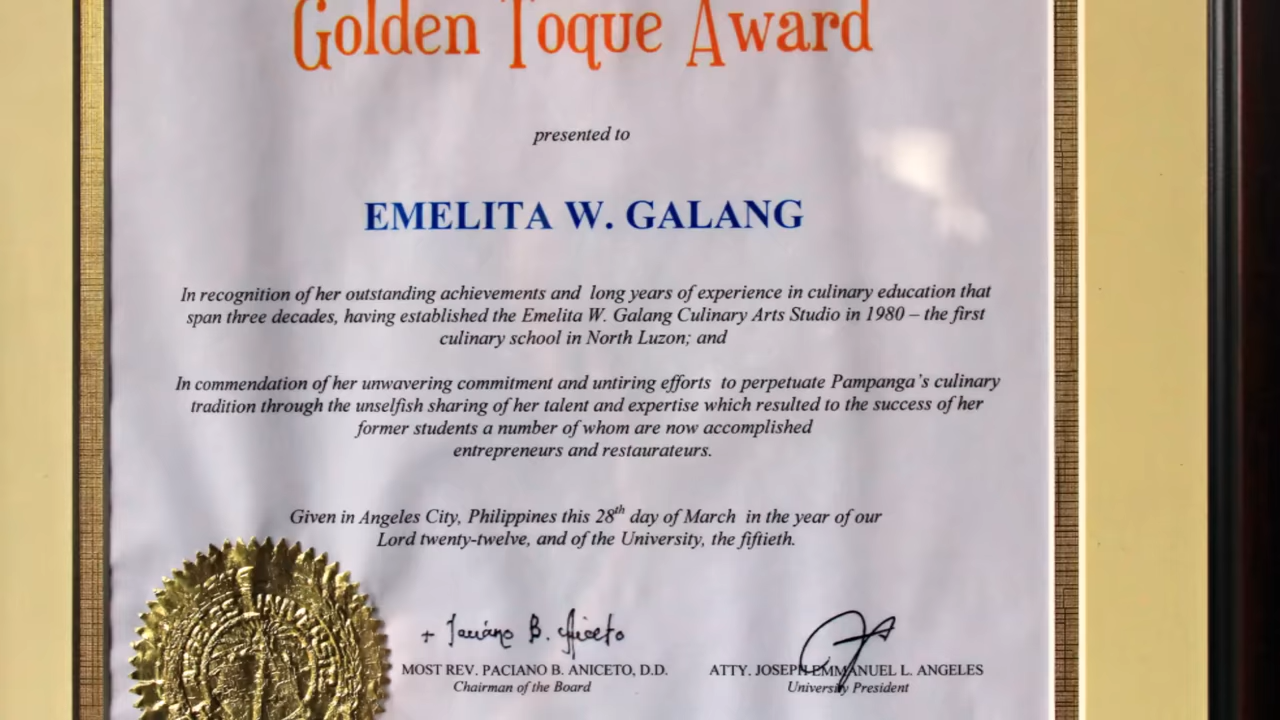 Golden Toque Award
presented to
EMELITA W. GALANG
In recognition of her outstanding achievements and long years of experience in culinary education that
span three decades, having established the Emelita W. Galang Culinary Arts Studio in 1980 – the first
culinary school in North Luzon; and
In commendation of her unwavering commitment and untiring efforts to perpetuate Pampanga's culinary
tradition through the unselfish sharing of her talent and expertise which resulted to the success of her
former students a number of whom are now accomplished
entrepreneurs and restaurateurs.
Given in Angeles City, Philippines this 28th day of March in the year of our
Lord twenty-twelve, and of the University, the fiftieth.
+ Paciano B. Aniceto
MOST REV. PACIANO B. ANICETO, D.D.
Chairman of the Board
ATTY. JOSEPH EMMANUEL L. ANGELES
University President